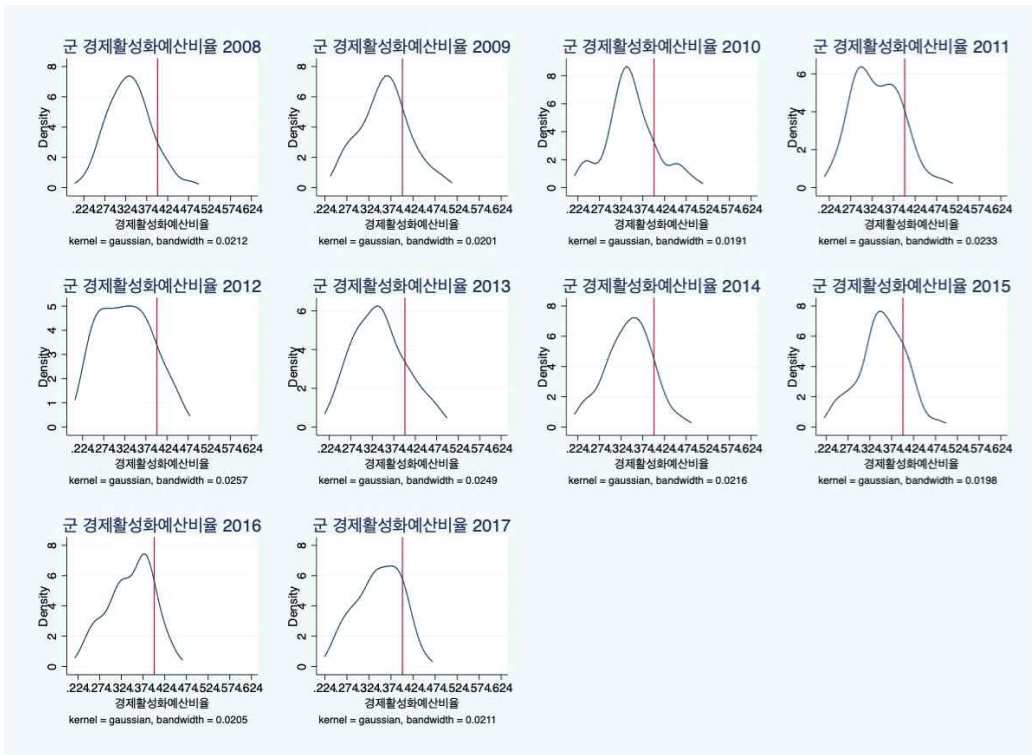 군 경제활성화예산비율 2008
8
6
4
2
0
Density
.224.274.324.374.424.474.524.574.624
경제활성화예산비율
kernel = gaussian, bandwidth = 0.0212
군 경제활성화예산비율 2009
8
6
4
2
0
Density
.224.274.324.374.424.474.524.574.624
경제활성화예산비율
kernel = gaussian, bandwidth = 0.0201
군 경제활성화예산비율 2010
8
6
4
2
0
Density
.224.274.324.374.424.474.524.574.624
경제활성화예산비율
kernel = gaussian, bandwidth = 0.0191
군 경제활성화예산비율 2011
6
4
2
0
Density
.224.274.324.374.424.474.524.574.624
경제활성화예산비율
kernel = gaussian, bandwidth = 0.0233
군 경제활성화예산비율 2012
5
4
3
2
1
0
Density
.224.274.324.374.424.474.524.574.624
경제활성화예산비율
kernel = gaussian, bandwidth = 0.0257
군 경제활성화예산비율 2013
6
4
2
0
Density
.224.274.324.374.424.474.524.574.624
경제활성화예산비율
kernel = gaussian, bandwidth = 0.0249
군 경제활성화예산비율 2014
8
6
4
2
0
Density
.224.274.324.374.424.474.524.574.624
경제활성화예산비율
kernel = gaussian, bandwidth = 0.0216
군 경제활성화예산비율 2015
8
6
4
2
0
Density
.224.274.324.374.424.474.524.574.624
경제활성화예산비율
kernel = gaussian, bandwidth = 0.0198
군 경제활성화예산비율 2016
8
6
4
2
0
Density
.224.274.324.374.424.474.524.574.624
경제활성화예산비율
kernel = gaussian, bandwidth = 0.0205
군 경제활성화예산비율 2017
8
6
4
2
0
Density
.224.274.324.374.424.474.524.574.624
경제활성화예산비율
kernel = gaussian, bandwidth = 0.0211